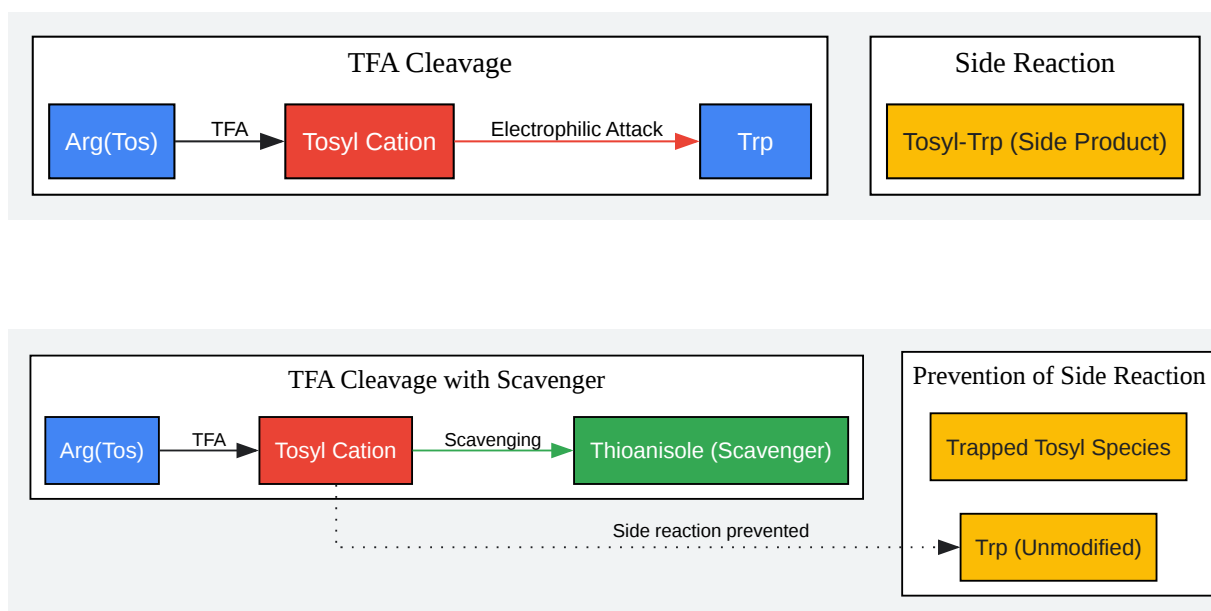 TFA Cleavage
Side Reaction
Arg(Tos)
TFA
Tosyl Cation
Electrophilic Attack
Trp
Tosyl-Trp (Side Product)
TFA Cleavage with Scavenger
Prevention of Side Reaction
Arg(Tos)
TFA
Tosyl Cation
Scavenging
Thioanisole (Scavenger)
Trapped Tosyl Species
Side reaction prevented
Trp (Unmodified)